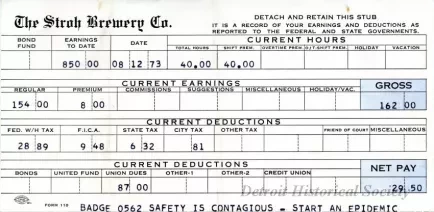 The Stroh Brewery Co.
DETACH AND RETAIN THIS STUB
IT IS A RECORD OF YOUR EARNINGS AND DEDUCTIONS AS
REPORTED TO THE FEDERAL AND STATE GOVERNMENTS.
BOND FUND EARNINGS TO DATE DATE CURRENT HOURS
TOTAL HOURS SHIFT PREM. OVERTIME PREM. O/T-SHIFT PREM. HOLIDAY VACATION
850 00 08 12 73 40.00 40.00
CURRENT EARNINGS GROSS
REGULAR PREMIUM COMMISSIONS SUGGESTIONS MISCELLANEOUS HOLIDAY/VAC.
154 00 8 00 162 00
CURRENT DEDUCTIONS
FED. W/H TAX F.I.C.A. STATE TAX CITY TAX OTHER TAX FRIEND OF COURT MISCELLANEOUS
28 89 9 48 6 32 81
CURRENT DEDUCTIONS NET PAY
BONDS UNITED FUND UNION DUES OTHER-1 OTHER-2 CREDIT UNION
87 00 29.50
Detroit Historical Society
FORM 110 BADGE 0562 SAFETY IS CONTAGIOUS - START AN EPIDEMIC